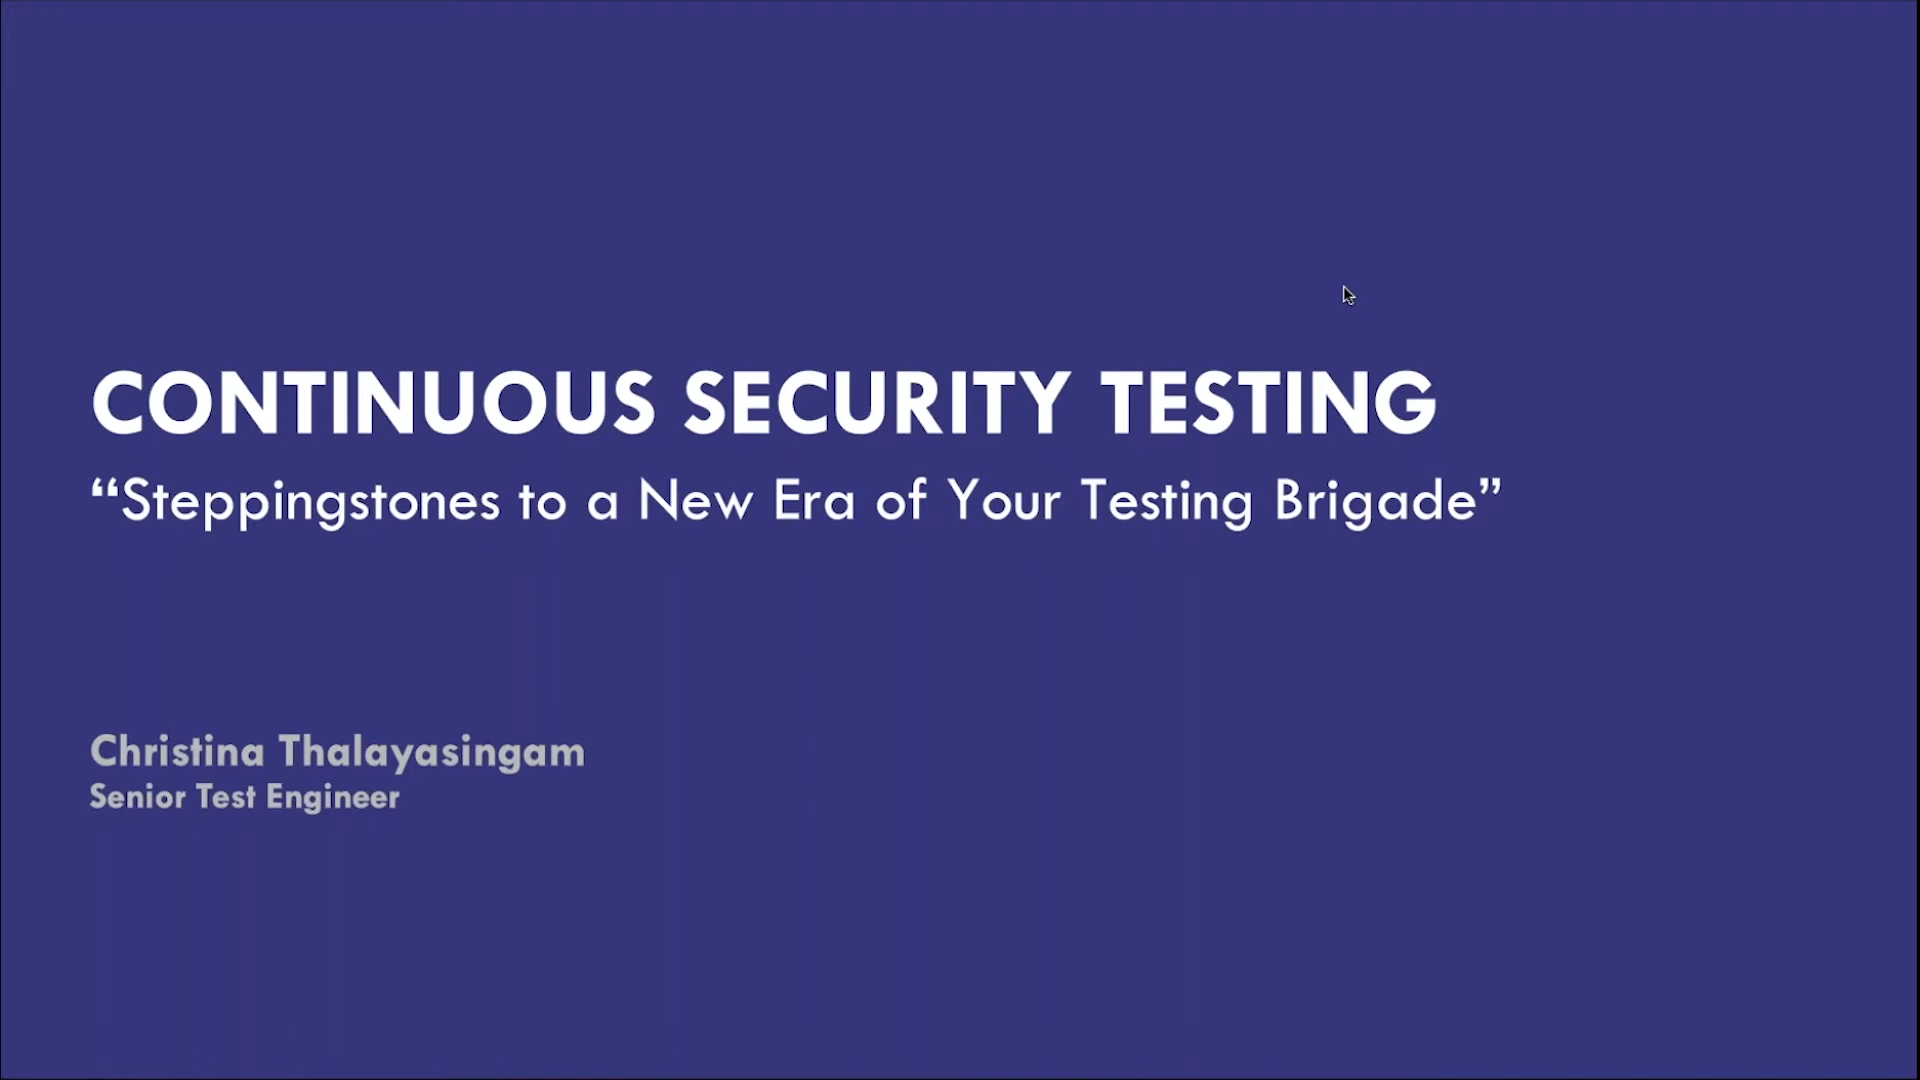 CONTINUOUS SECURITY TESTING
“Steppingstones to a New Era of Your Testing Brigade”
Christina Thalayasingam
Senior Test Engineer